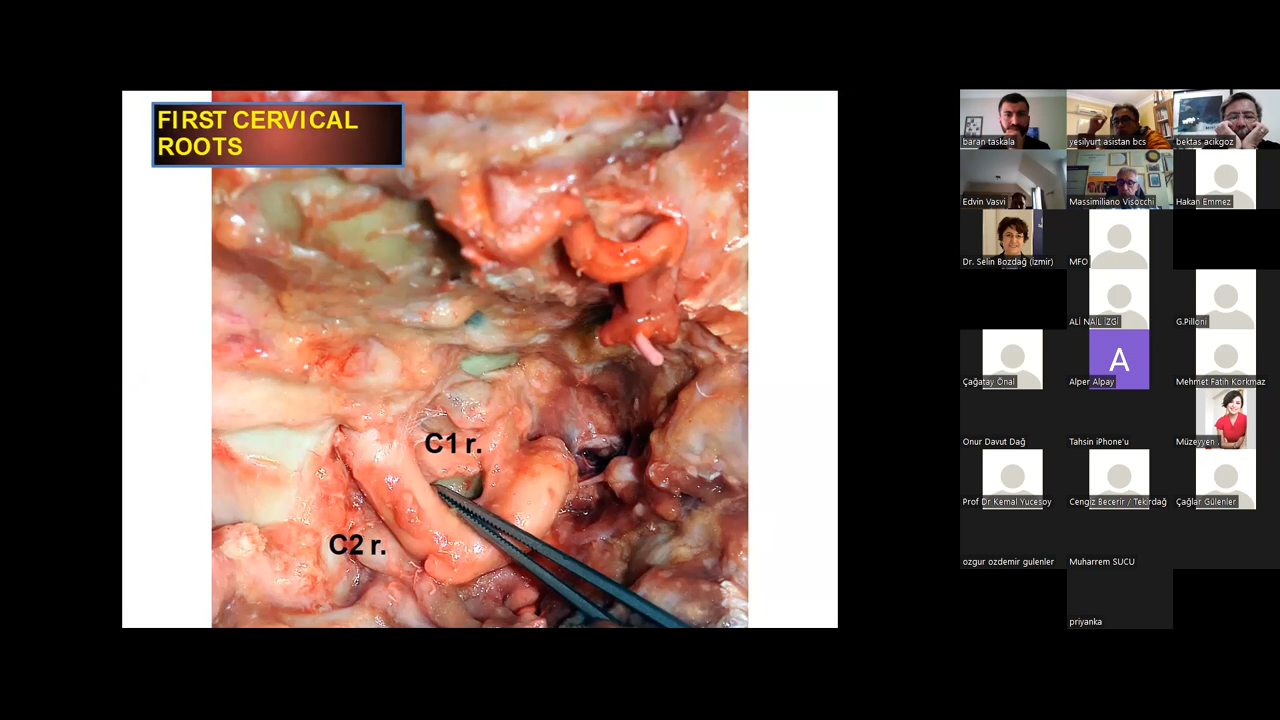 FIRST CERVICAL
ROOTS
C1 r.
C2 r.
baran taskala
yesilyurt asistan bcs
bektas acikgoz
Edvin Vasvi
Massimiliano Visocchi
Hakan Emmez
Dr. Selin Bozdağ (İzmir)
MFO
ALİ NAİL İZGİ
G.Pilloni
Çağatay Önal
Alper Alpay
A
Mehmet Fatih Korkmaz
Onur Davut Dağ
Tahsin iPhone'u
Müzeyyen
Prof Dr Kemal Yucesoy
Cengiz Becerir / Tekirdağ
Çağlar Gülenler
ozgur ozdemir gulenler
Muharrem SUCU
priyanka